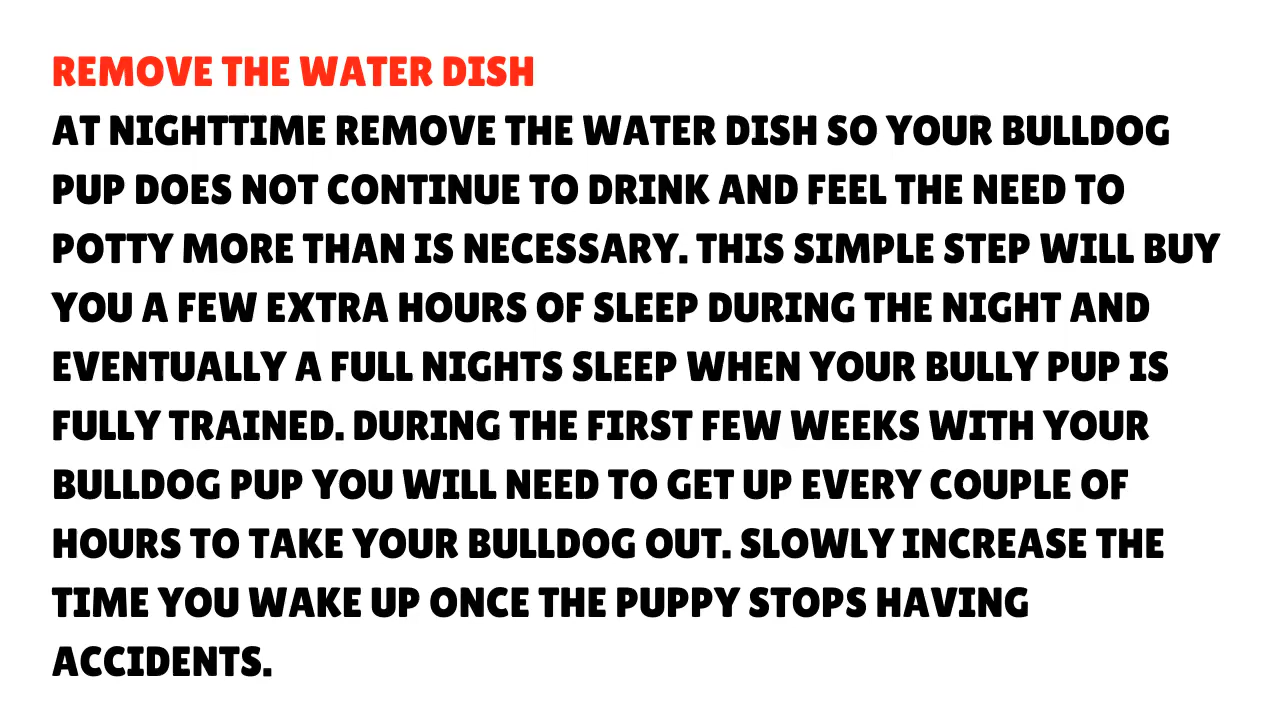 REMOVE THE WATER DISH
AT NIGHTTIME REMOVE THE WATER DISH SO YOUR BULLDOG
PUP DOES NOT CONTINUE TO DRINK AND FEEL THE NEED TO
POTTY MORE THAN IS NECESSARY. THIS SIMPLE STEP WILL BUY
YOU A FEW EXTRA HOURS OF SLEEP DURING THE NIGHT AND
EVENTUALLY A FULL NIGHTS SLEEP WHEN YOUR BULLY PUP IS
FULLY TRAINED. DURING THE FIRST FEW WEEKS WITH YOUR
BULLDOG PUP YOU WILL NEED TO GET UP EVERY COUPLE OF
HOURS TO TAKE YOUR BULLDOG OUT. SLOWLY INCREASE THE
TIME YOU WAKE UP ONCE THE PUPPY STOPS HAVING
ACCIDENTS.